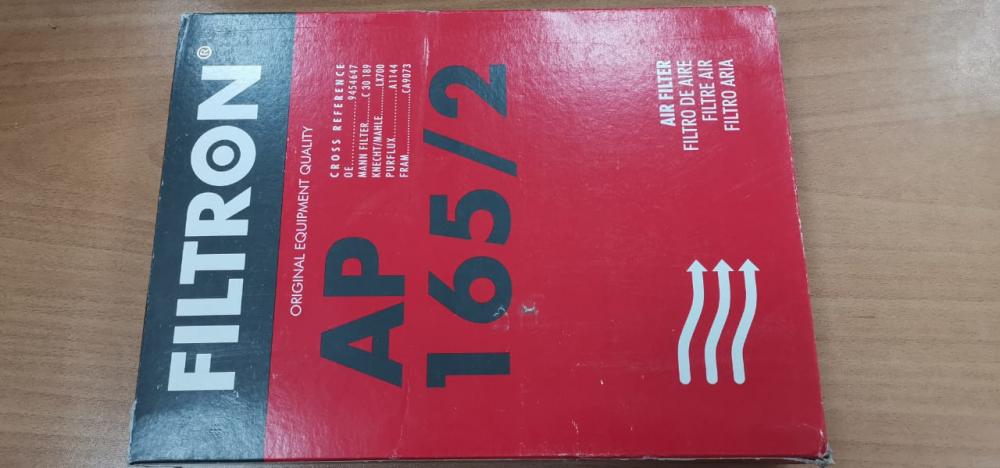 FILTRON®
ORIGINAL EQUIPMENT QUALITY
CROSS REFERENCE
OE....................9454647
MANN FILTER..........C 30 189
KNECHT/MAHLE..........LX700
PURFLUX................A1144
FRAM....................CA9073
AP
165/2
AIR FILTER
FILTRO DE AIRE
FILTRE AIR
FILTRO ARIA